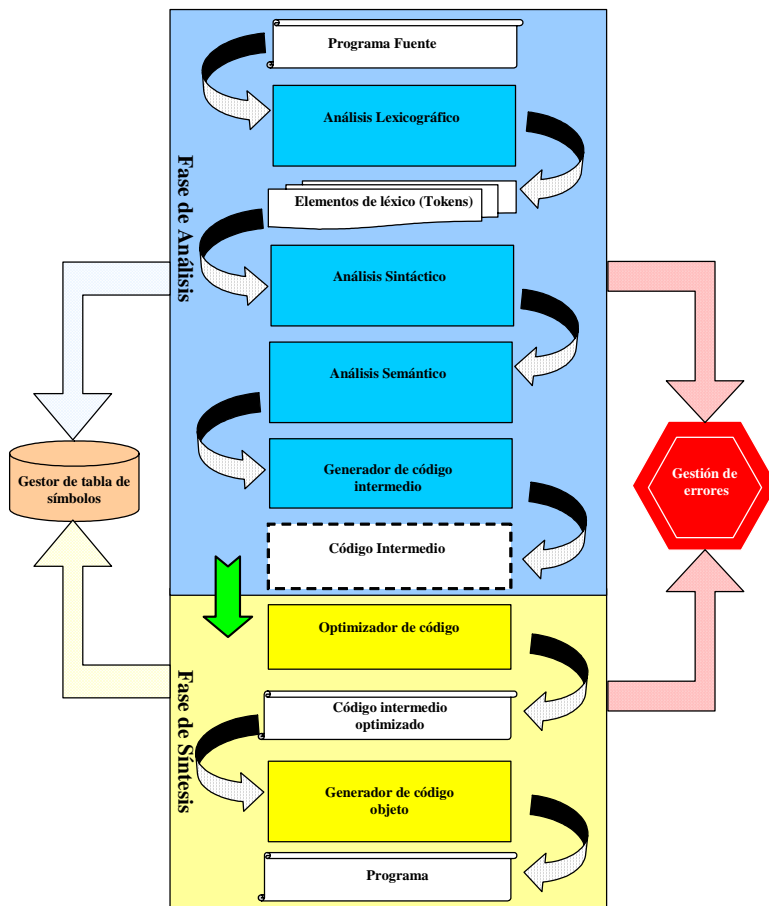 Programa Fuente
Análisis Lexicográfico
Elementos de léxico (Tokens)
Fase de Análisis
Análisis Sintáctico
Análisis Semántico
Generador de código
intermedio
Código Intermedio
Gestor de tabla de
símbolos
Gestión de
errores
Optimizador de código
Fase de Síntesis
Código intermedio
optimizado
Generador de código
objeto
Programa